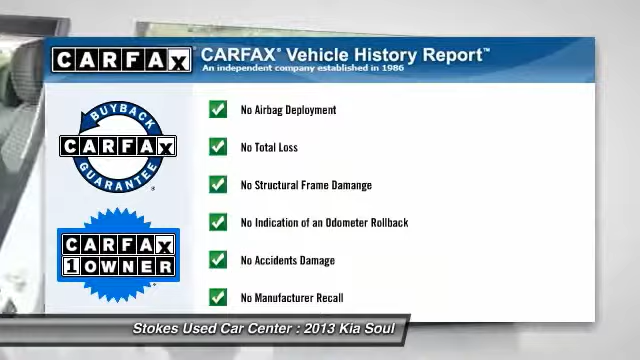 CARFAX
CARFAX® Vehicle History Report™
An independent company established in 1986
BUYBACK
CARFAX
GUARANTEE
®
CARFAX
1 OWNER
No Airbag Deployment
No Total Loss
No Structural Frame Damange
No Indication of an Odometer Rollback
No Accidents Damage
No Manufacturer Recall
Stokes Used Car Center : 2013 Kia Soul